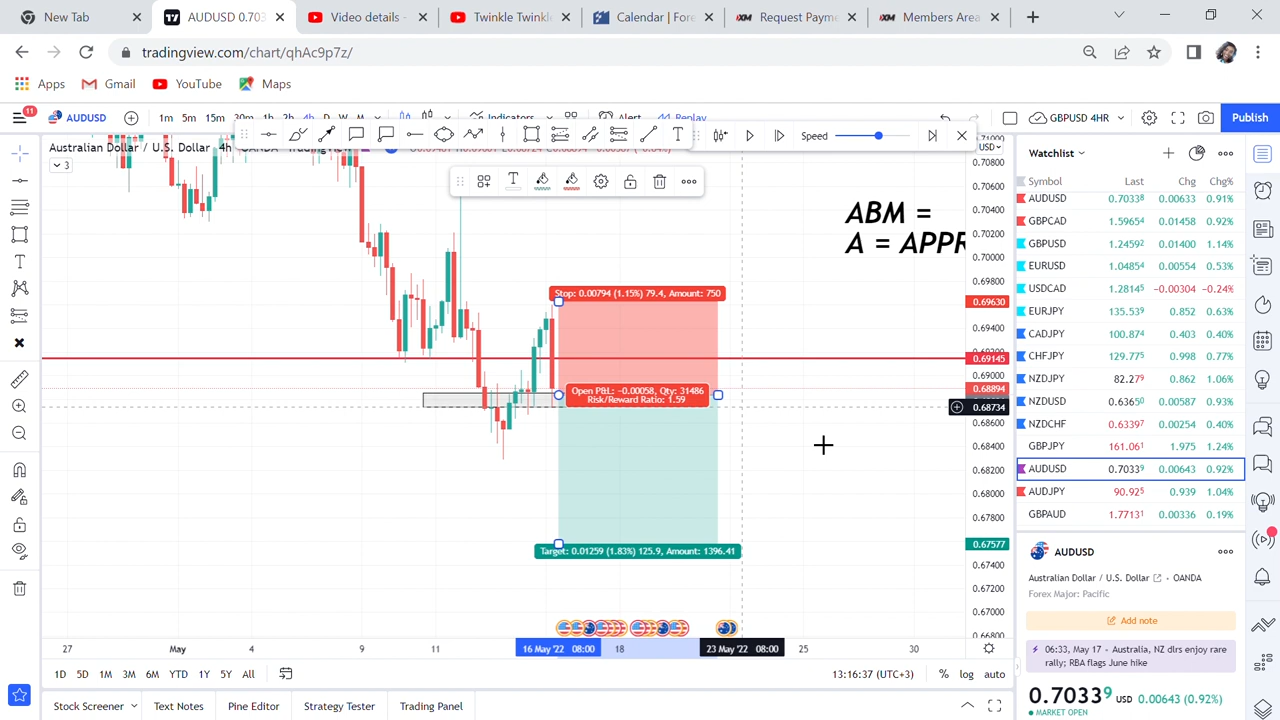 New Tab
AUDUSD 0.703
Video details -
Twinkle Twinkl
Calendar | Fore
Request Payme
Members Area
tradingview.com/chart/qhAc9p7z/
Apps Gmail YouTube Maps
11
AUDUSD 1m 5m 15m 1h 4h D W M Indicators Alert Replay GBPUSD 4HR Publish
Speed
Australian Dollar / U.S. Dollar
3
USD
0.70800
0.70600
0.70400
0.70200
0.70000
0.69800
0.69630
0.69400
0.69145
0.69000
0.68894
0.68734
0.68600
0.68400
0.68200
0.68000
0.67800
0.67577
0.67400
0.67200
0.67000
0.66800
ABM =
A = APPR
Stop: 0.00794 (1.15%) 79.4, Amount: 750
Open P&L: −0.00058, Qty: 31486
Risk/Reward Ratio: 1.59
Target: 0.01259 (1.83%) 125.9, Amount: 1396.41
27 May 4 11 16 May '22 08:00 18 23 May '22 08:00 25 30
1D 5D 1M 3M 6M YTD 1Y 5Y All 13:16:37 (UTC+3) % log auto
Stock Screener Text Notes Pine Editor Strategy Tester Trading Panel
Watchlist
Symbol Last Chg Chg%
AUDUSD 0.70338 0.00633 0.91%
GBPCAD 1.59654 0.01458 0.92%
GBPUSD 1.24592 0.01400 1.14%
EURUSD 1.04854 0.00554 0.53%
USDCAD 1.28145 −0.00304 −0.24%
EURJPY 135.539 0.852 0.63%
CADJPY 100.874 0.403 0.40%
CHFJPY 129.775 0.998 0.77%
NZDJPY 82.279 0.862 1.06%
NZDUSD 0.63650 0.00587 0.93%
NZDCHF 0.63397 0.00254 0.40%
GBPJPY 161.061 1.975 1.24%
AUDUSD 0.70339 0.00643 0.92%
AUDJPY 90.925 0.939 1.04%
GBPAUD 1.77131 0.00336 0.19%
AUDUSD
Australian Dollar / U.S. Dollar • OANDA
Forex Major: Pacific
Add note
06:33, May 17 • Australia, NZ dlrs enjoy rare
rally; RBA flags June hike
0.70339 USD 0.00643 (0.92%)
MARKET OPEN